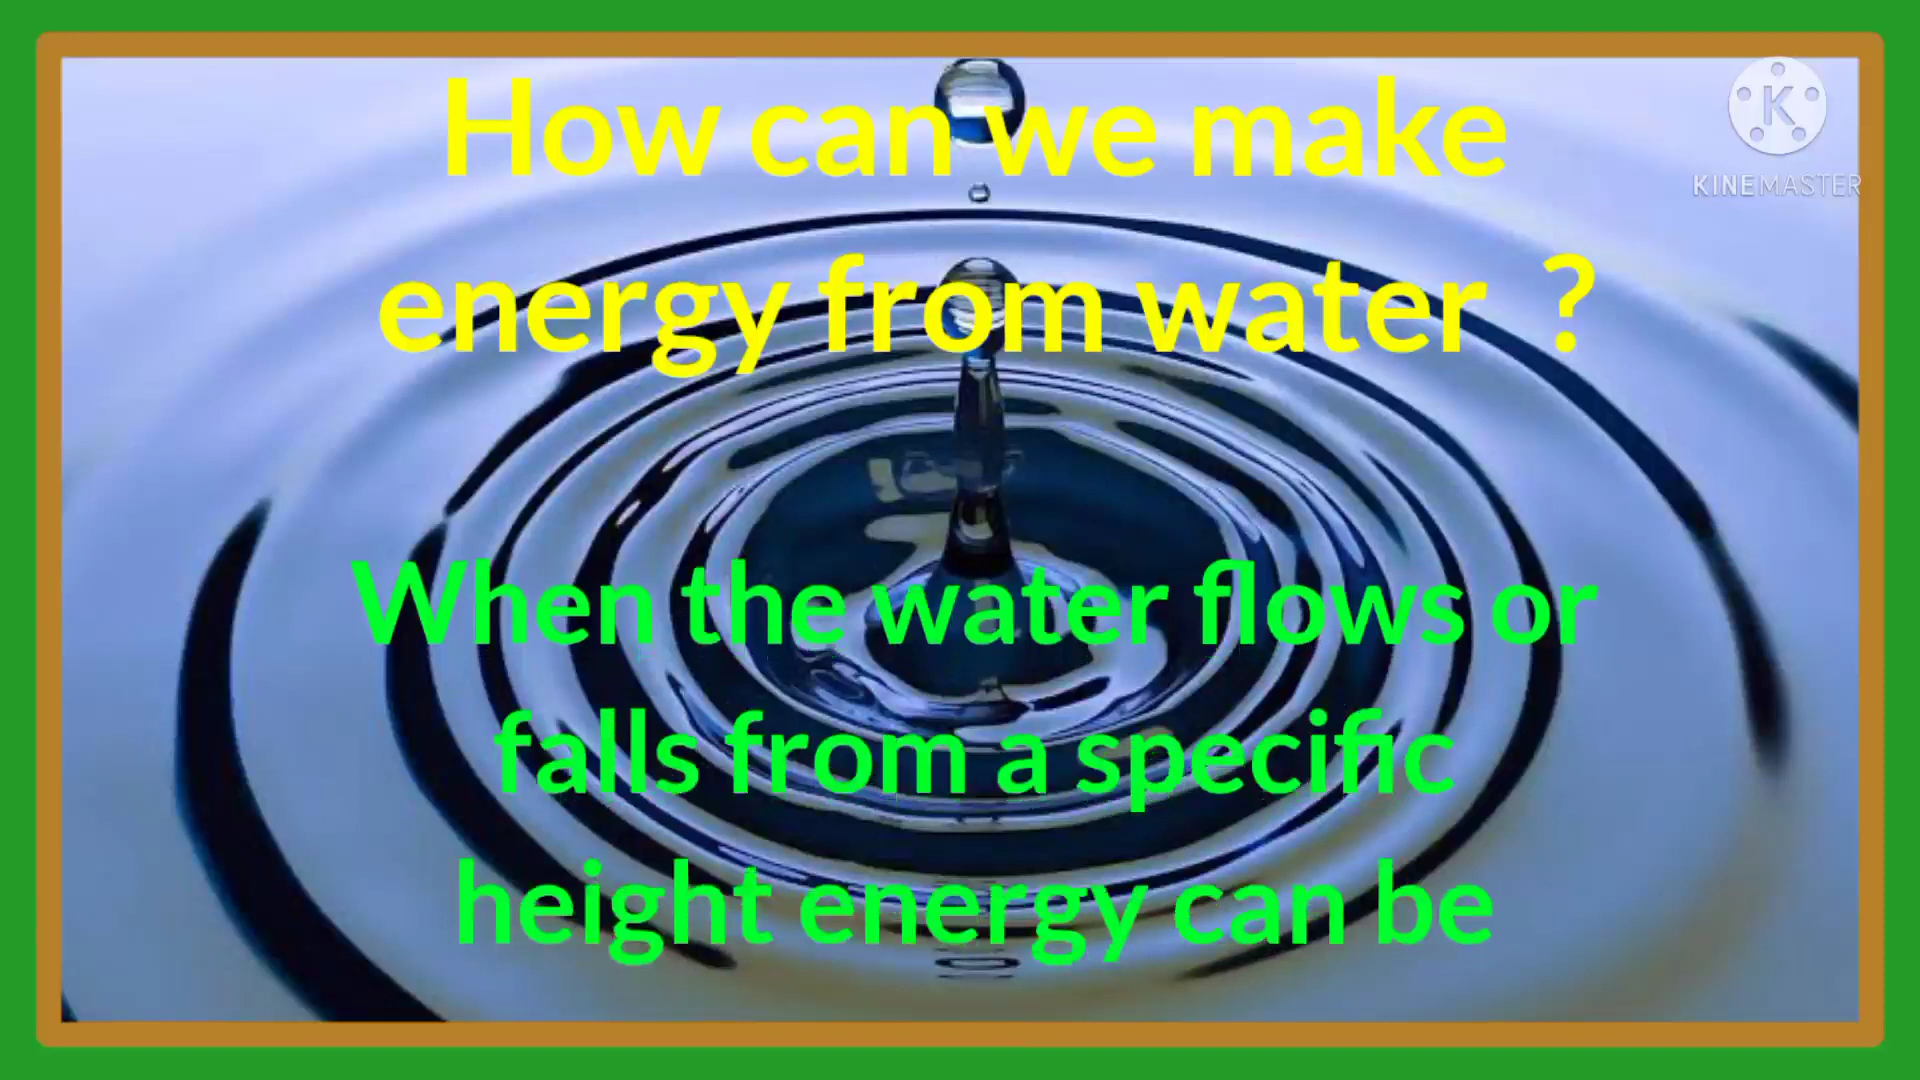 How can we make
K
KINEMASTER
energy from water ?
When the water flows or
falls from a specific
height energy can be